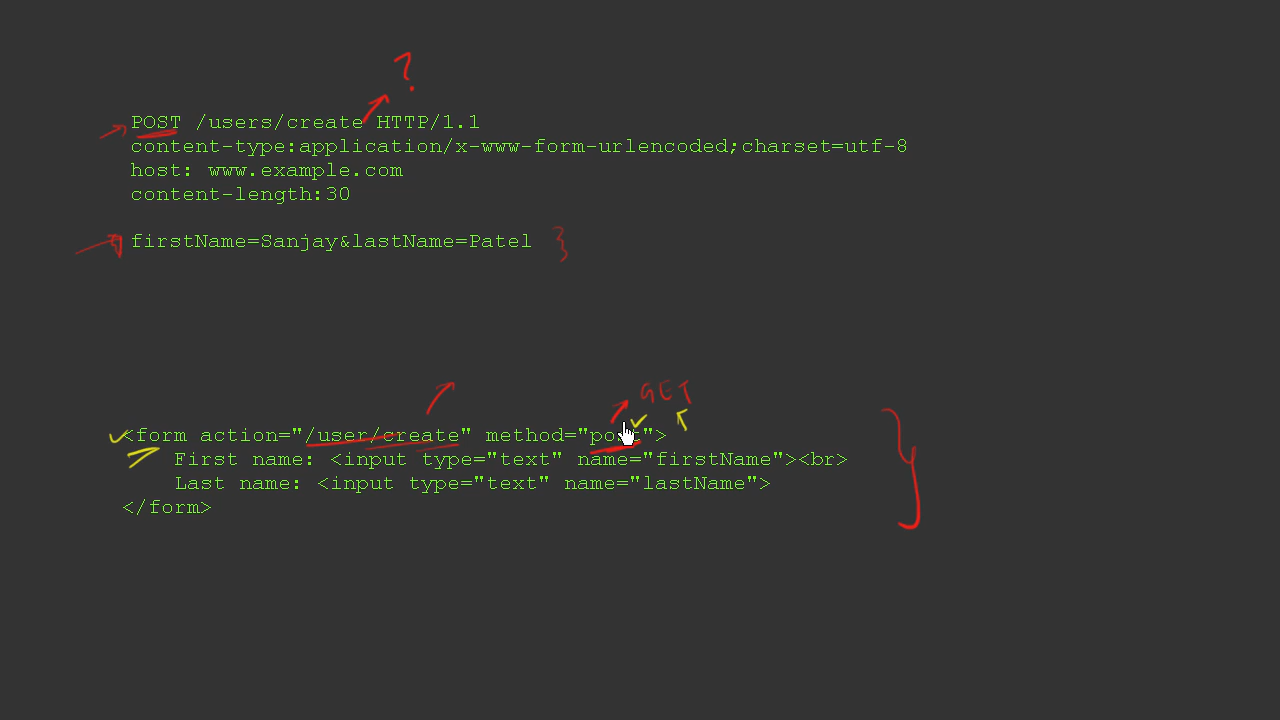 ?
POST /users/create HTTP/1.1
content-type:application/x-www-form-urlencoded;charset=utf-8
host: www.example.com
content-length:30
firstName=Sanjay&lastName=Patel }
GET
<form action="/user/create" method="post">
First name: <input type="text" name="firstName"><br>
Last name: <input type="text" name="lastName">
</form>